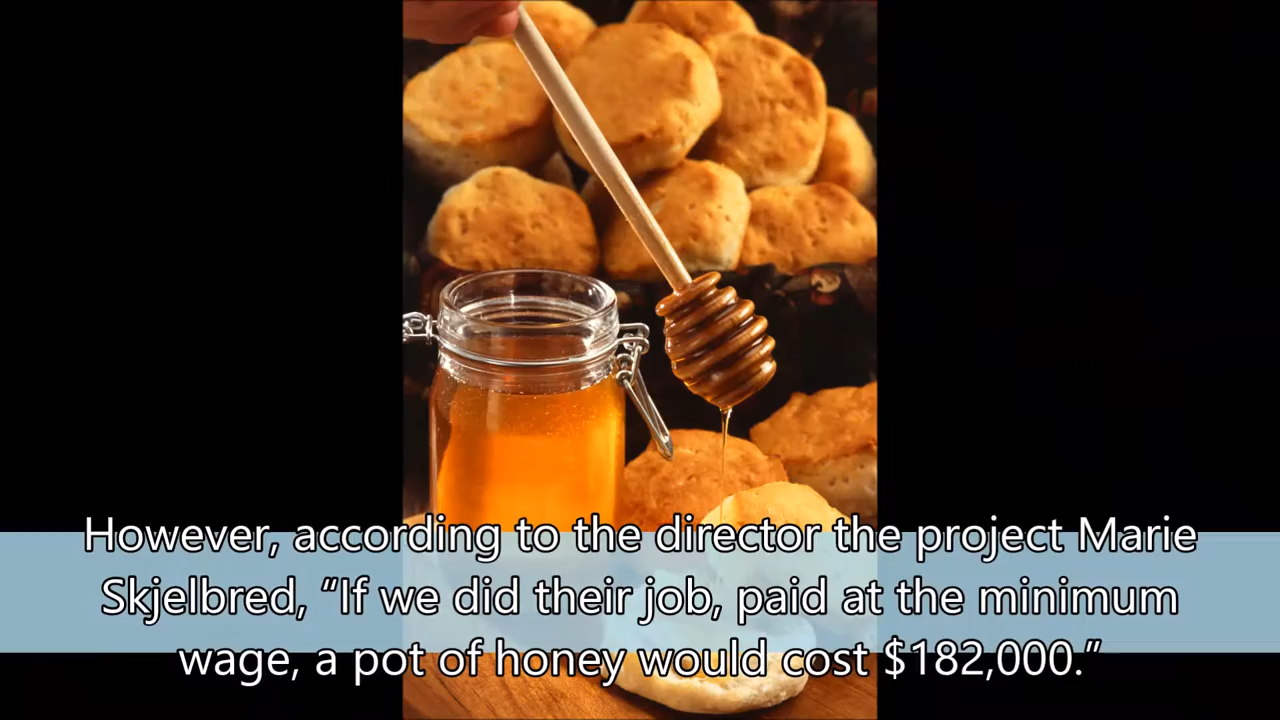 However, according to the director the project Marie
Skjelbred, “If we did their job, paid at the minimum
wage, a pot of honey would cost $182,000.”